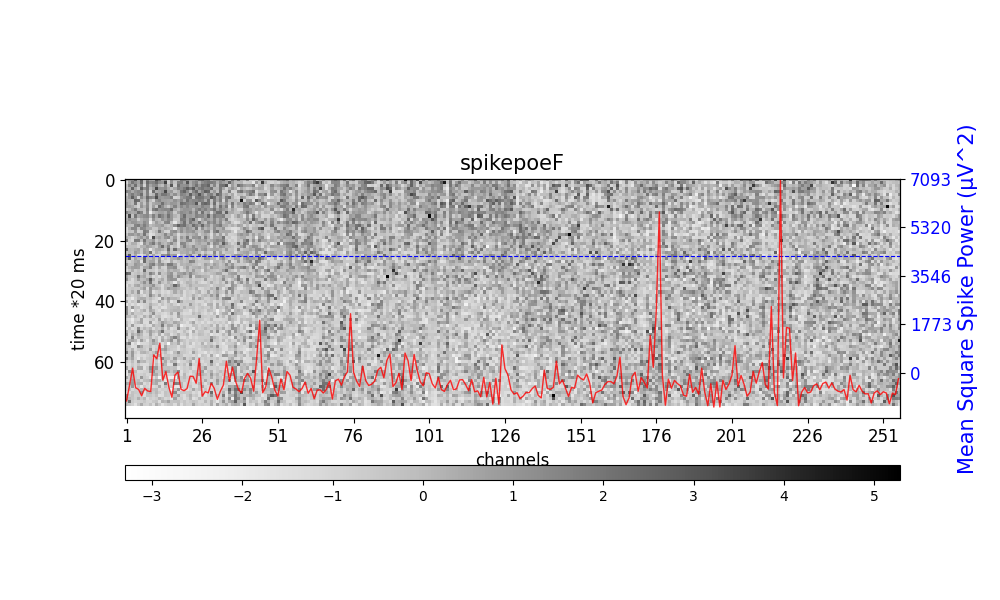 spikepoeF
0
20
40
60
time *20 ms
7093
5320
3546
1773
0
Mean Square Spike Power (μV^2)
1 26 51 76 101 126 151 176 201 226 251
channels
−3 −2 −1 0 1 2 3 4 5